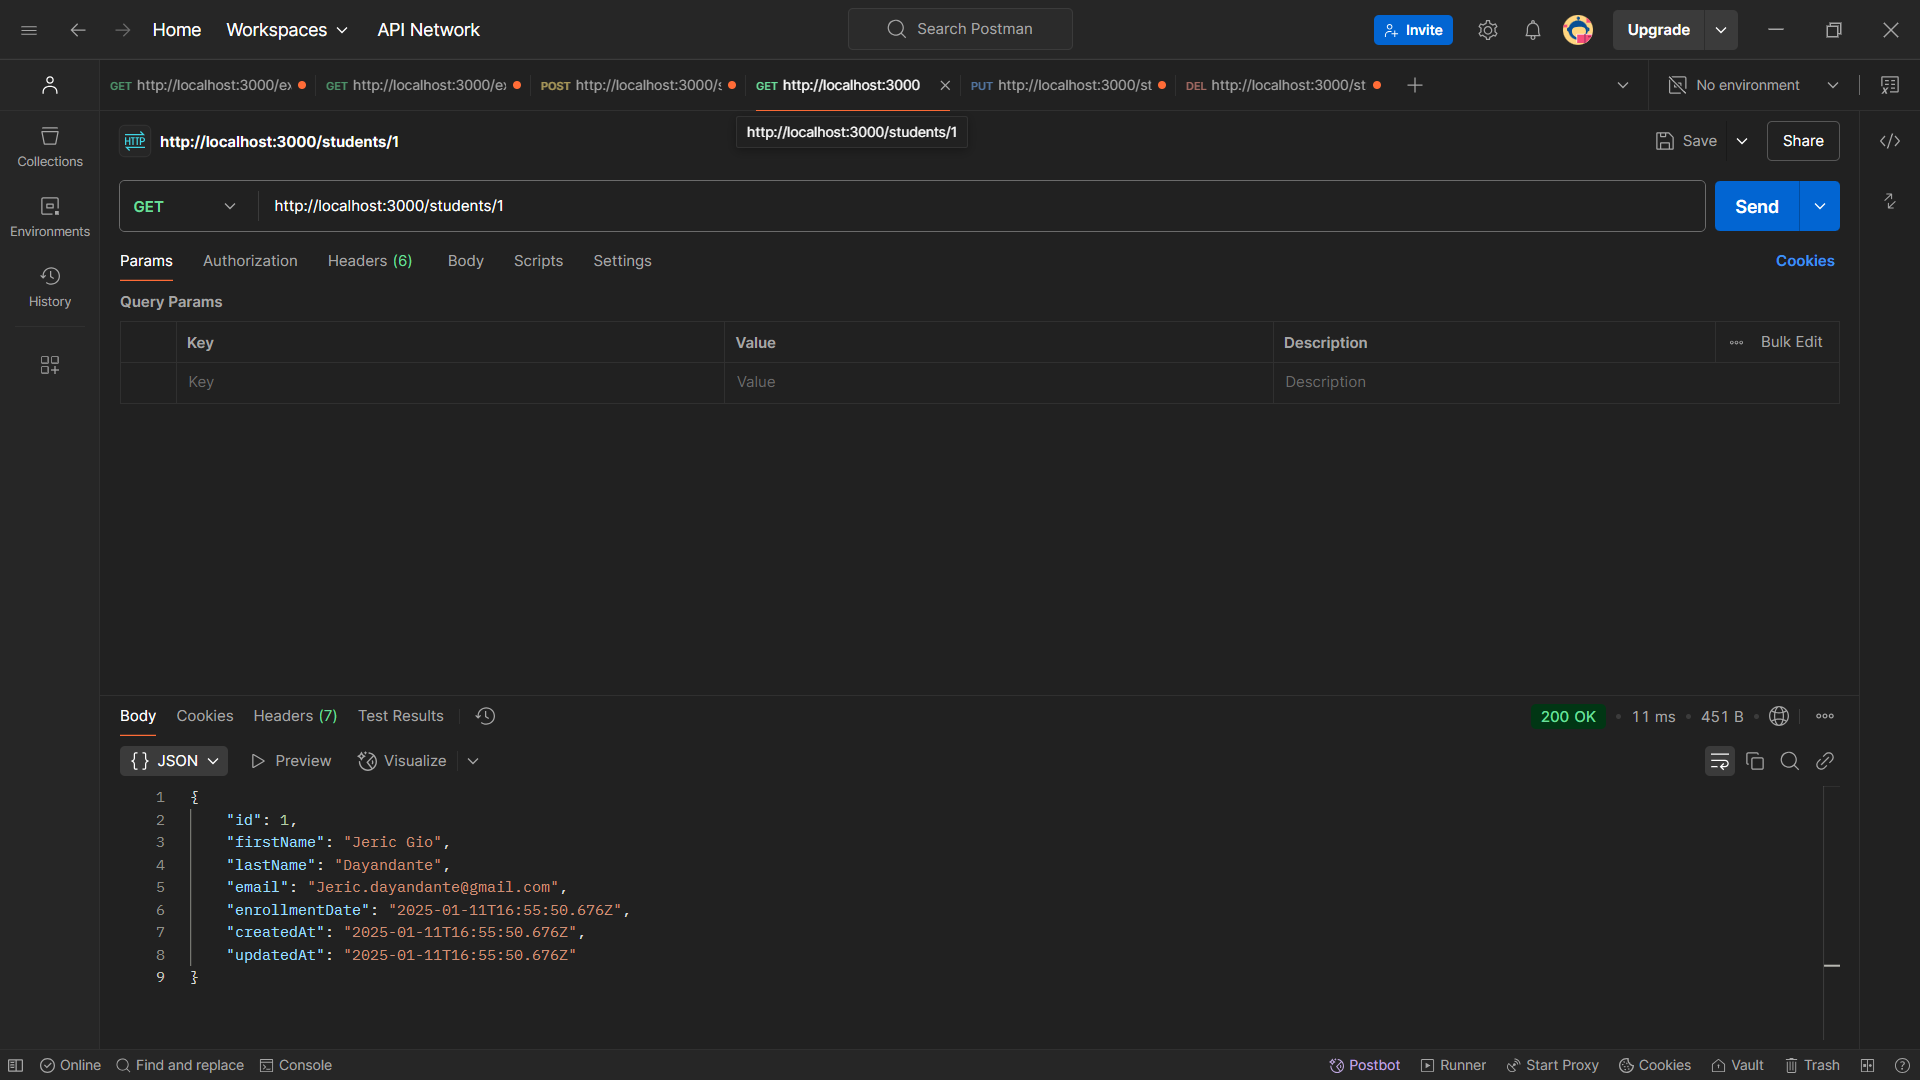 Home Workspaces API Network Search Postman Invite Upgrade
GET http://localhost:3000/ex GET http://localhost:3000/ex POST http://localhost:3000/s GET http://localhost:3000 PUT http://localhost:3000/st DEL http://localhost:3000/st No environment
http://localhost:3000/students/1
HTTP http://localhost:3000/students/1 Save Share
Collections
GET http://localhost:3000/students/1 Send
Environments
Params Authorization Headers (6) Body Scripts Settings Cookies
History
Query Params
Key Value Description Bulk Edit
Key Value Description
Body Cookies Headers (7) Test Results 200 OK • 11 ms • 451 B •
{} JSON Preview Visualize
1 {
2 "id": 1,
3 "firstName": "Jeric Gio",
4 "lastName": "Dayandante",
5 "email": "Jeric.dayandante@gmail.com",
6 "enrollmentDate": "2025-01-11T16:55:50.676Z",
7 "createdAt": "2025-01-11T16:55:50.676Z",
8 "updatedAt": "2025-01-11T16:55:50.676Z"
9 }
Online Find and replace Console Postbot Runner Start Proxy Cookies Vault Trash